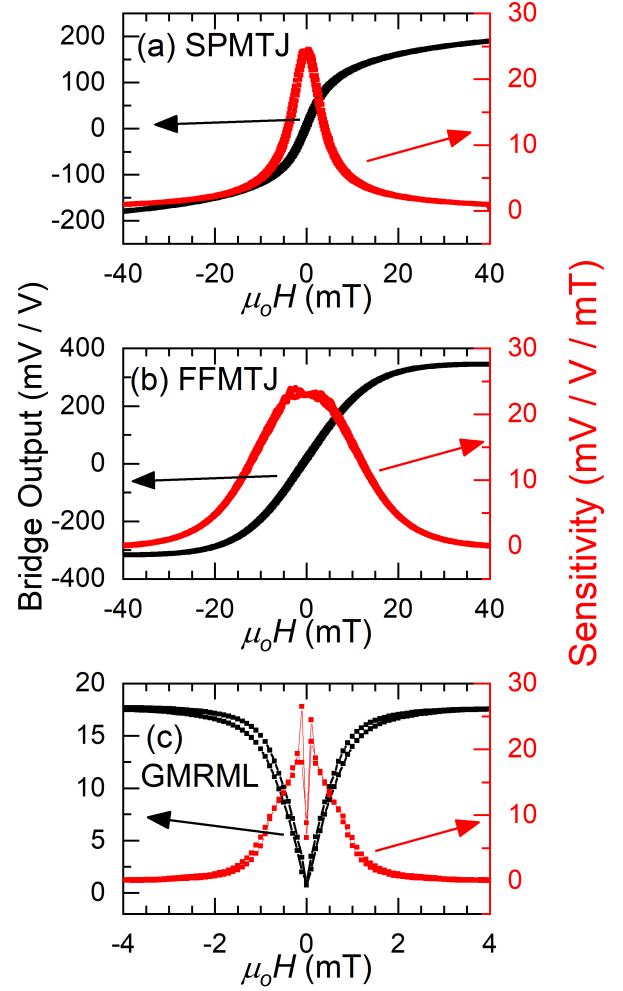 200
100
0
-100
-200
(a) SPMTJ
30
20
10
0
-40 -20 0 20 40
μoH (mT)
Bridge Output (mV / V)
Sensitivity (mV / V / mT)
400
200
0
-200
-400
(b) FFMTJ
30
20
10
0
-40 -20 0 20 40
μoH (mT)
20
15
10
5
0
(c)
GMRML
30
20
10
0
-4 -2 0 2 4
μoH (mT)